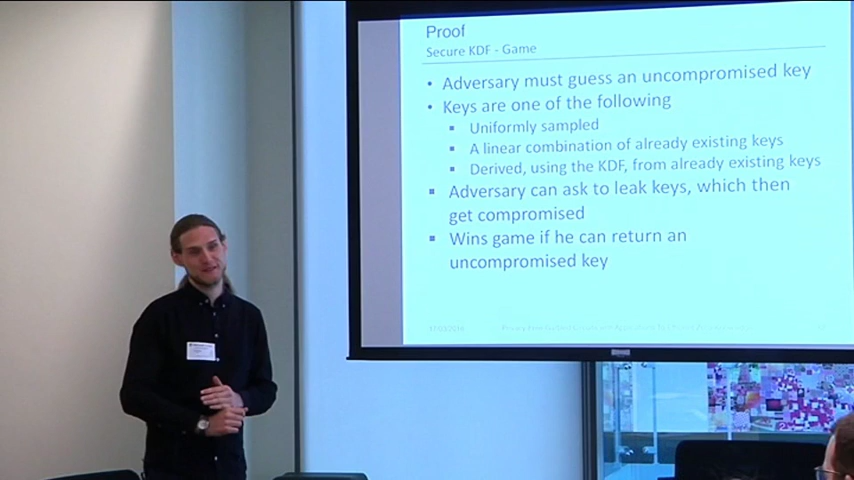 Proof
Secure KDF - Game
• Adversary must guess an uncompromised key
• Keys are one of the following
▪ Uniformly sampled
▪ A linear combination of already existing keys
▪ Derived, using the KDF, from already existing keys
▪ Adversary can ask to leak keys, which then
get compromised
▪ Wins game if he can return an
uncompromised key